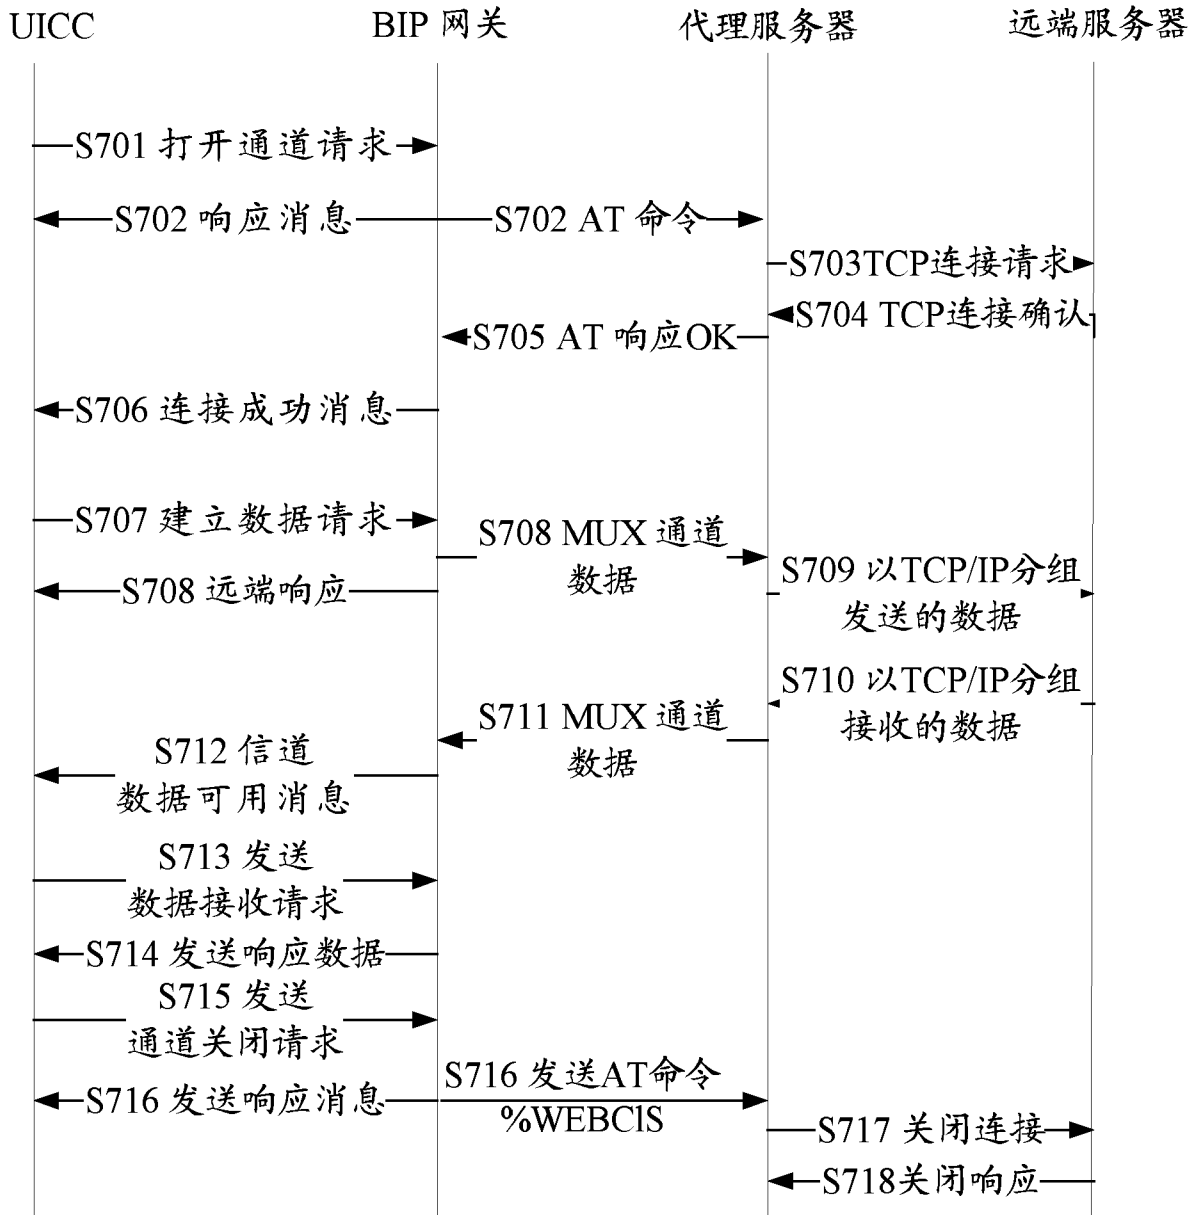 UICC BIP 网关 代理服务器 远端服务器
S701 打开通道请求
S702 响应消息 S702 AT 命令
S703TCP连接请求
S704 TCP连接确认
S705 AT 响应OK
S706 连接成功消息
S707 建立数据请求
S708 MUX 通道
数据
S708 远端响应
S709 以TCP/IP分组
发送的数据
S710 以TCP/IP分组
接收的数据
S711 MUX 通道
数据
S712 信道
数据可用消息
S713 发送
数据接收请求
S714 发送响应数据
S715 发送
通道关闭请求
S716 发送响应消息
S716 发送AT命令
%WEBClS
S717 关闭连接
S718关闭响应